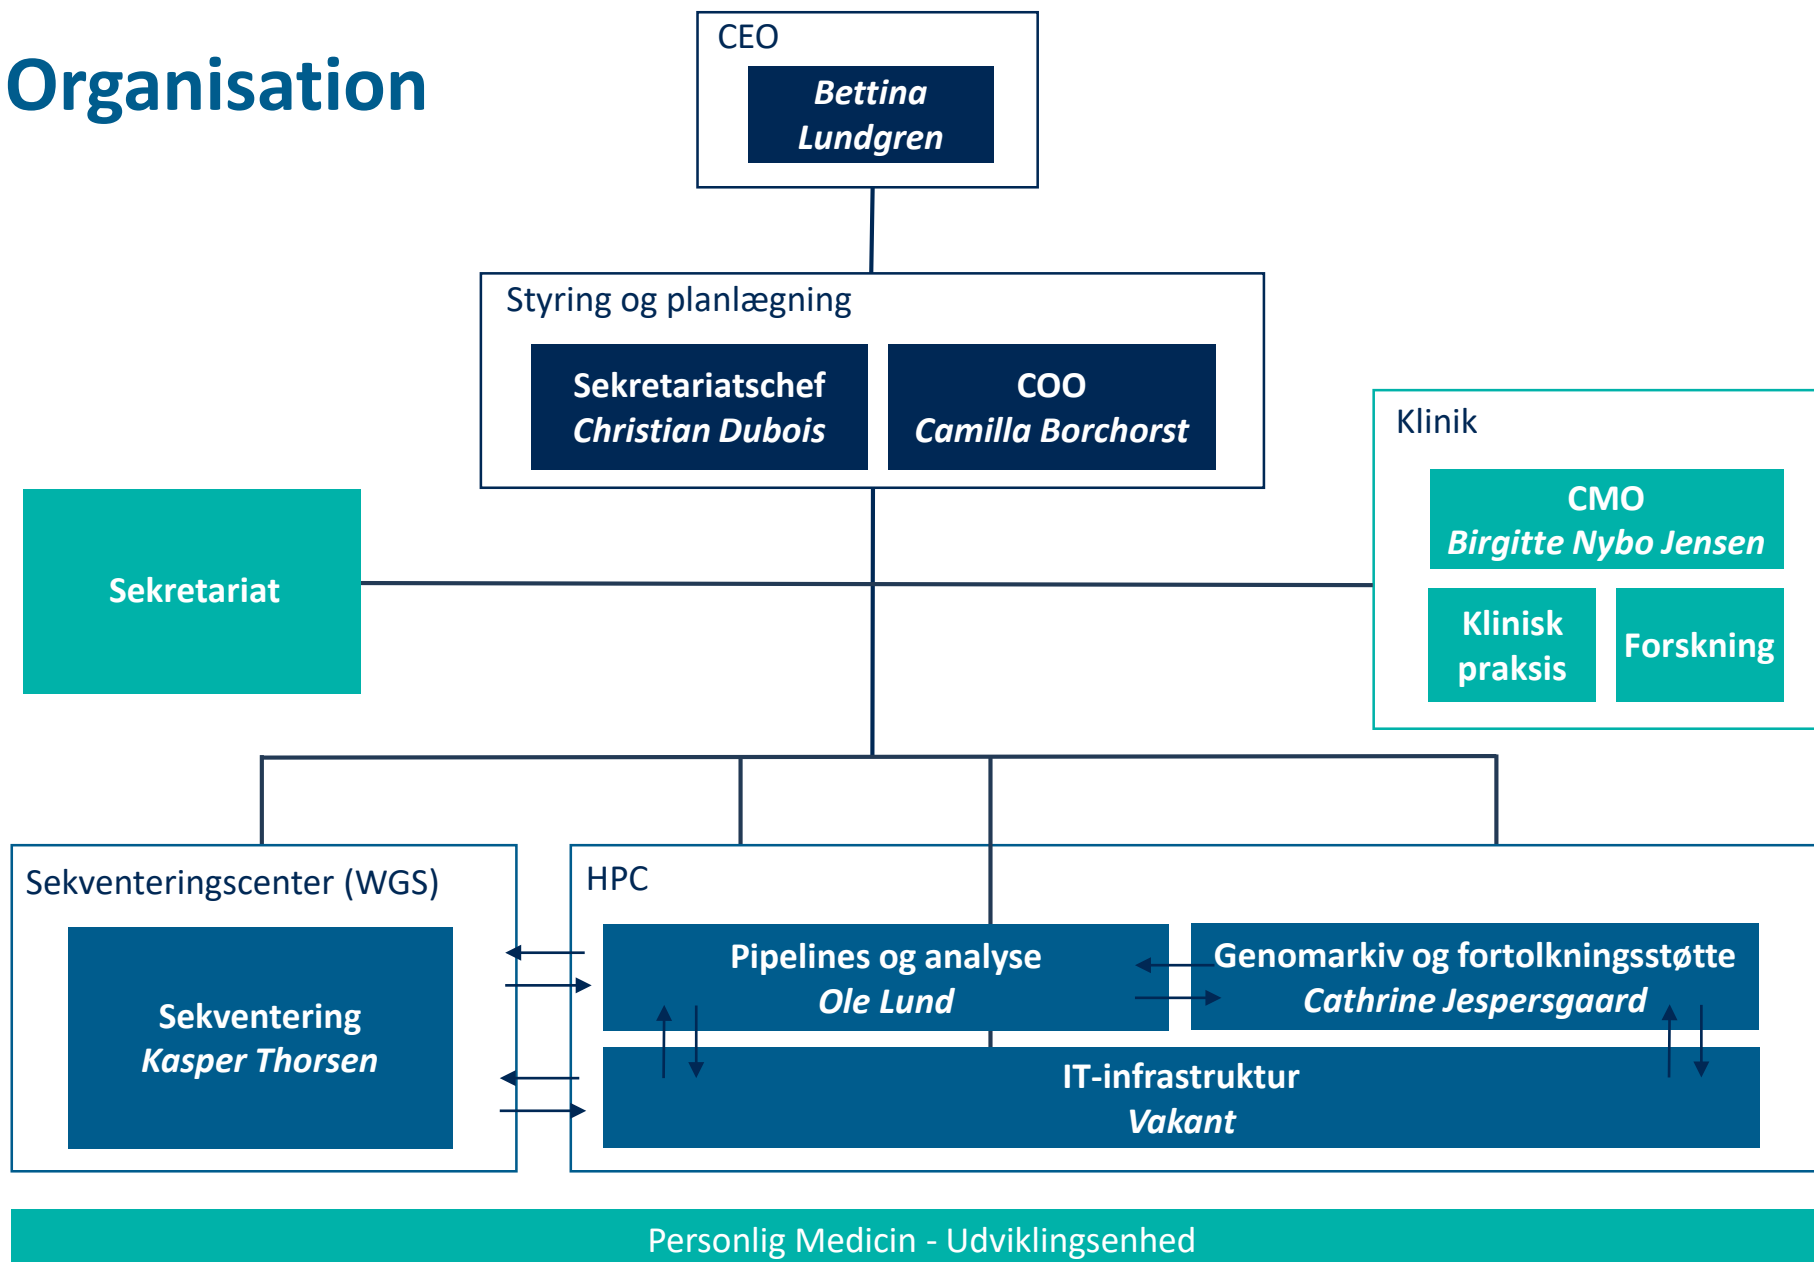 Organisation
CEO
Bettina
Lundgren
Styring og planlægning
Sekretariatschef
Christian Dubois
COO
Camilla Borchorst
Klinik
CMO
Birgitte Nybo Jensen
Klinisk
praksis
Forskning
Sekretariat
Sekventeringscenter (WGS)
Sekventering
Kasper Thorsen
HPC
Pipelines og analyse
Ole Lund
Genomarkiv og fortolkningsstøtte
Cathrine Jespersgaard
IT-infrastruktur
Vakant
Personlig Medicin - Udviklingsenhed